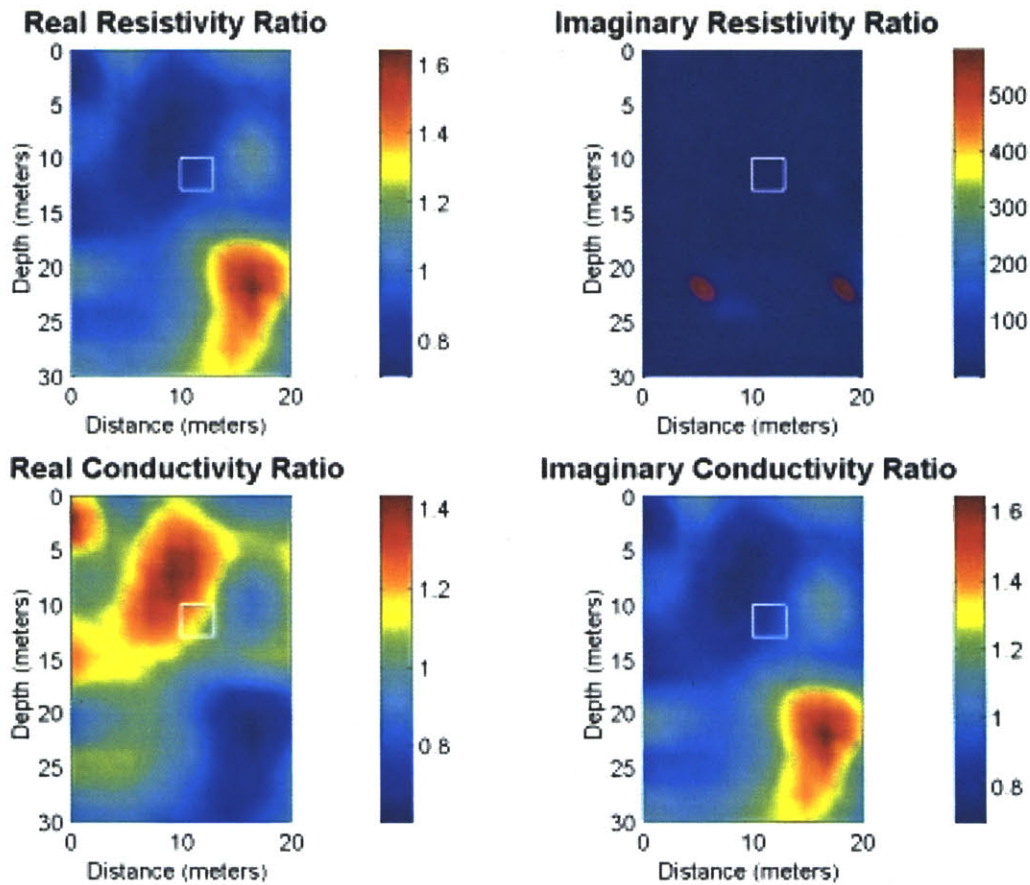 Real Resistivity Ratio
Depth (meters)
0
5
10
15
20
25
30
0 10 20
Distance (meters)
1 6
1.4
1.2
1
0.8
Imaginary Resistivity Ratio
Depth (meters)
0
5
10
15
20
25
30
0 10 20
Distance (meters)
500
400
300
200
100
Real Conductivity Ratio
Depth (meters)
0
5
10
15
20
25
30
0 10 20
Distance (meters)
1.4
1.2
1
0.8
Imaginary Conductivity Ratio
Depth (meters)
0
5
10
15
20
25
30
0 10 20
Distance (meters)
1 6
1.4
1.2
1
0.8